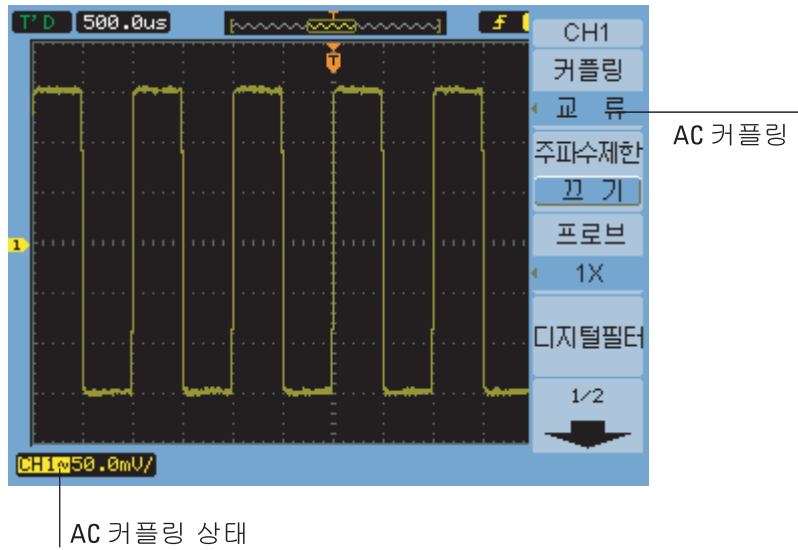 T'D 500.0us
T
CH1
커플링
교 류
AC 커플링
주파수제한
끄 기
프로브
1X
디지털필터
1/2
1
CH1~50.0mV/
AC 커플링 상태